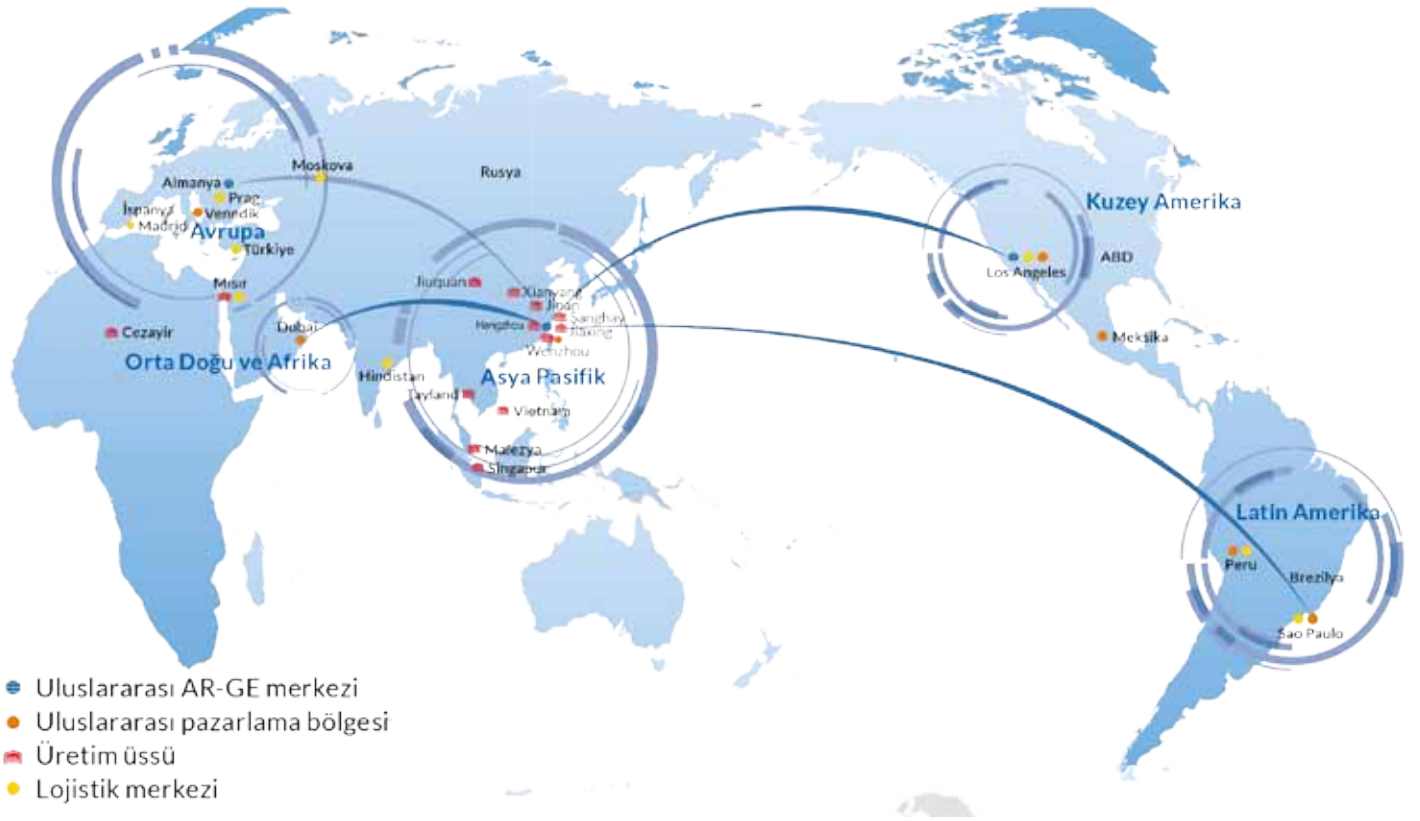 Moskova
Rusya
Almanya
Prag
İspanya
Venedik
Madrid
Avrupa
Türkiye
Kuzey Amerika
ABD
Los Angeles
Meksika
Mısır
Cezayir
Dubai
Orta Doğu ve Afrika
Hindistan
Jiuquan
Xianyang
Sanghay
Hangzhou
Jiaxing
Wenzhou
Asya Pasifik
Tayland
Vietnam
Malezya
Singapur
Latin Amerika
Peru
Brezilya
Sao Paulo
Uluslararası AR-GE merkezi
Uluslararası pazarlama bölgesi
Üretim üssü
Lojistik merkezi